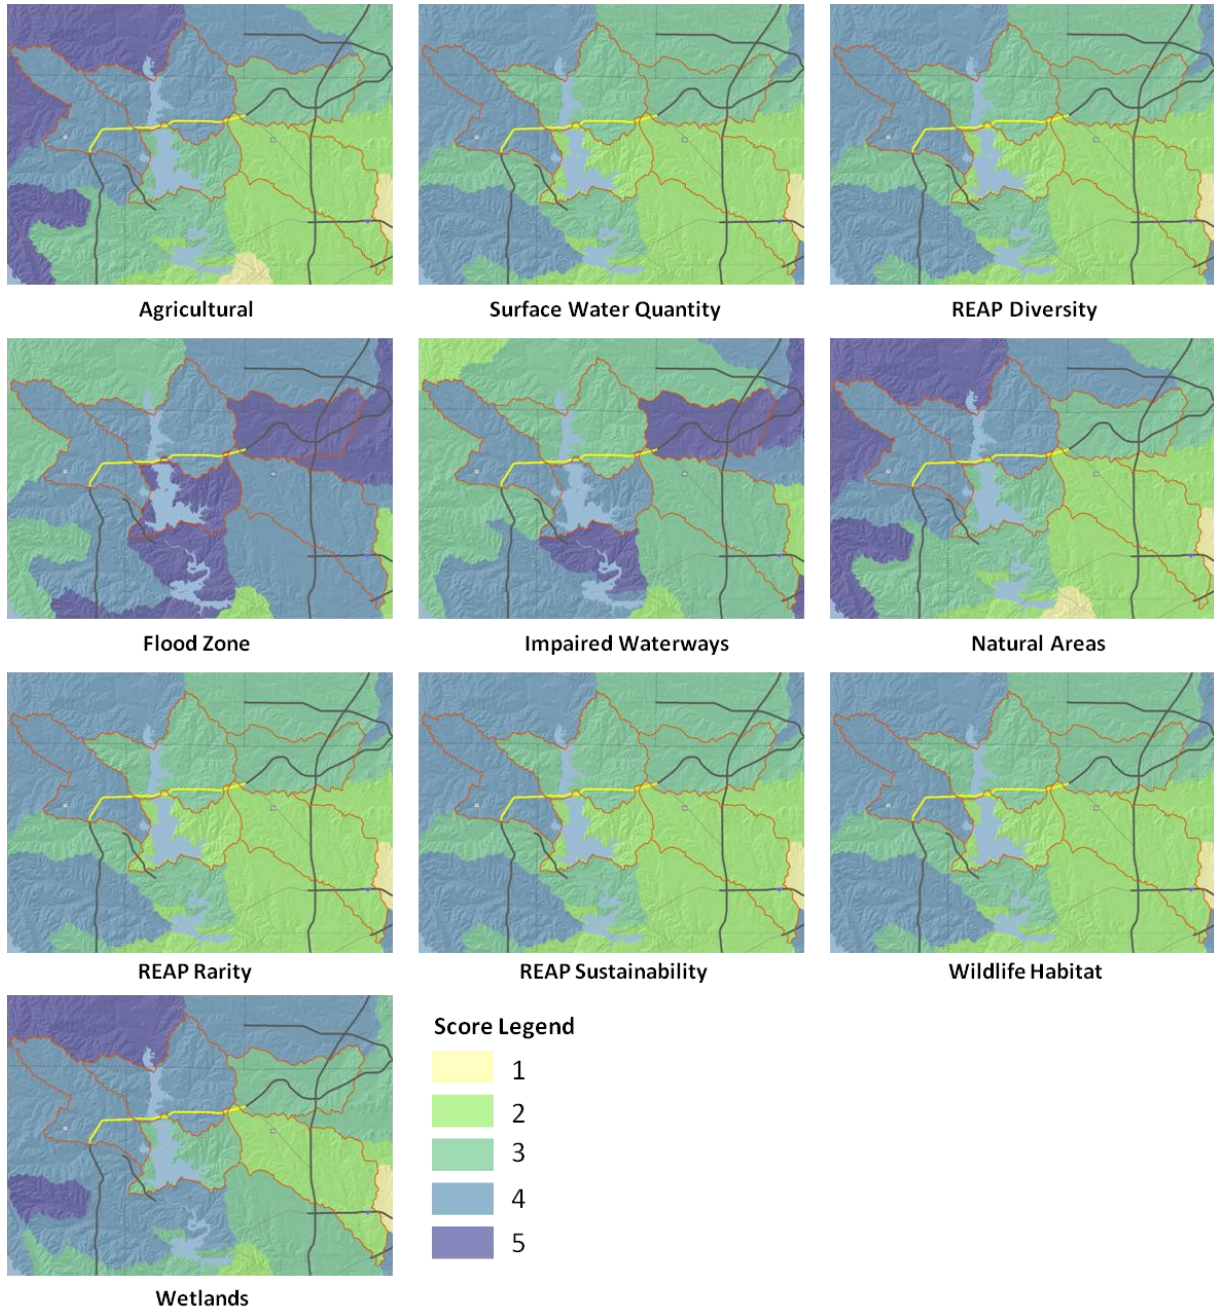 Agricultural
Surface Water Quantity
REAP Diversity
Flood Zone
Impaired Waterways
Natural Areas
REAP Rarity
REAP Sustainability
Wildlife Habitat
Score Legend
1
2
3
4
5
Wetlands